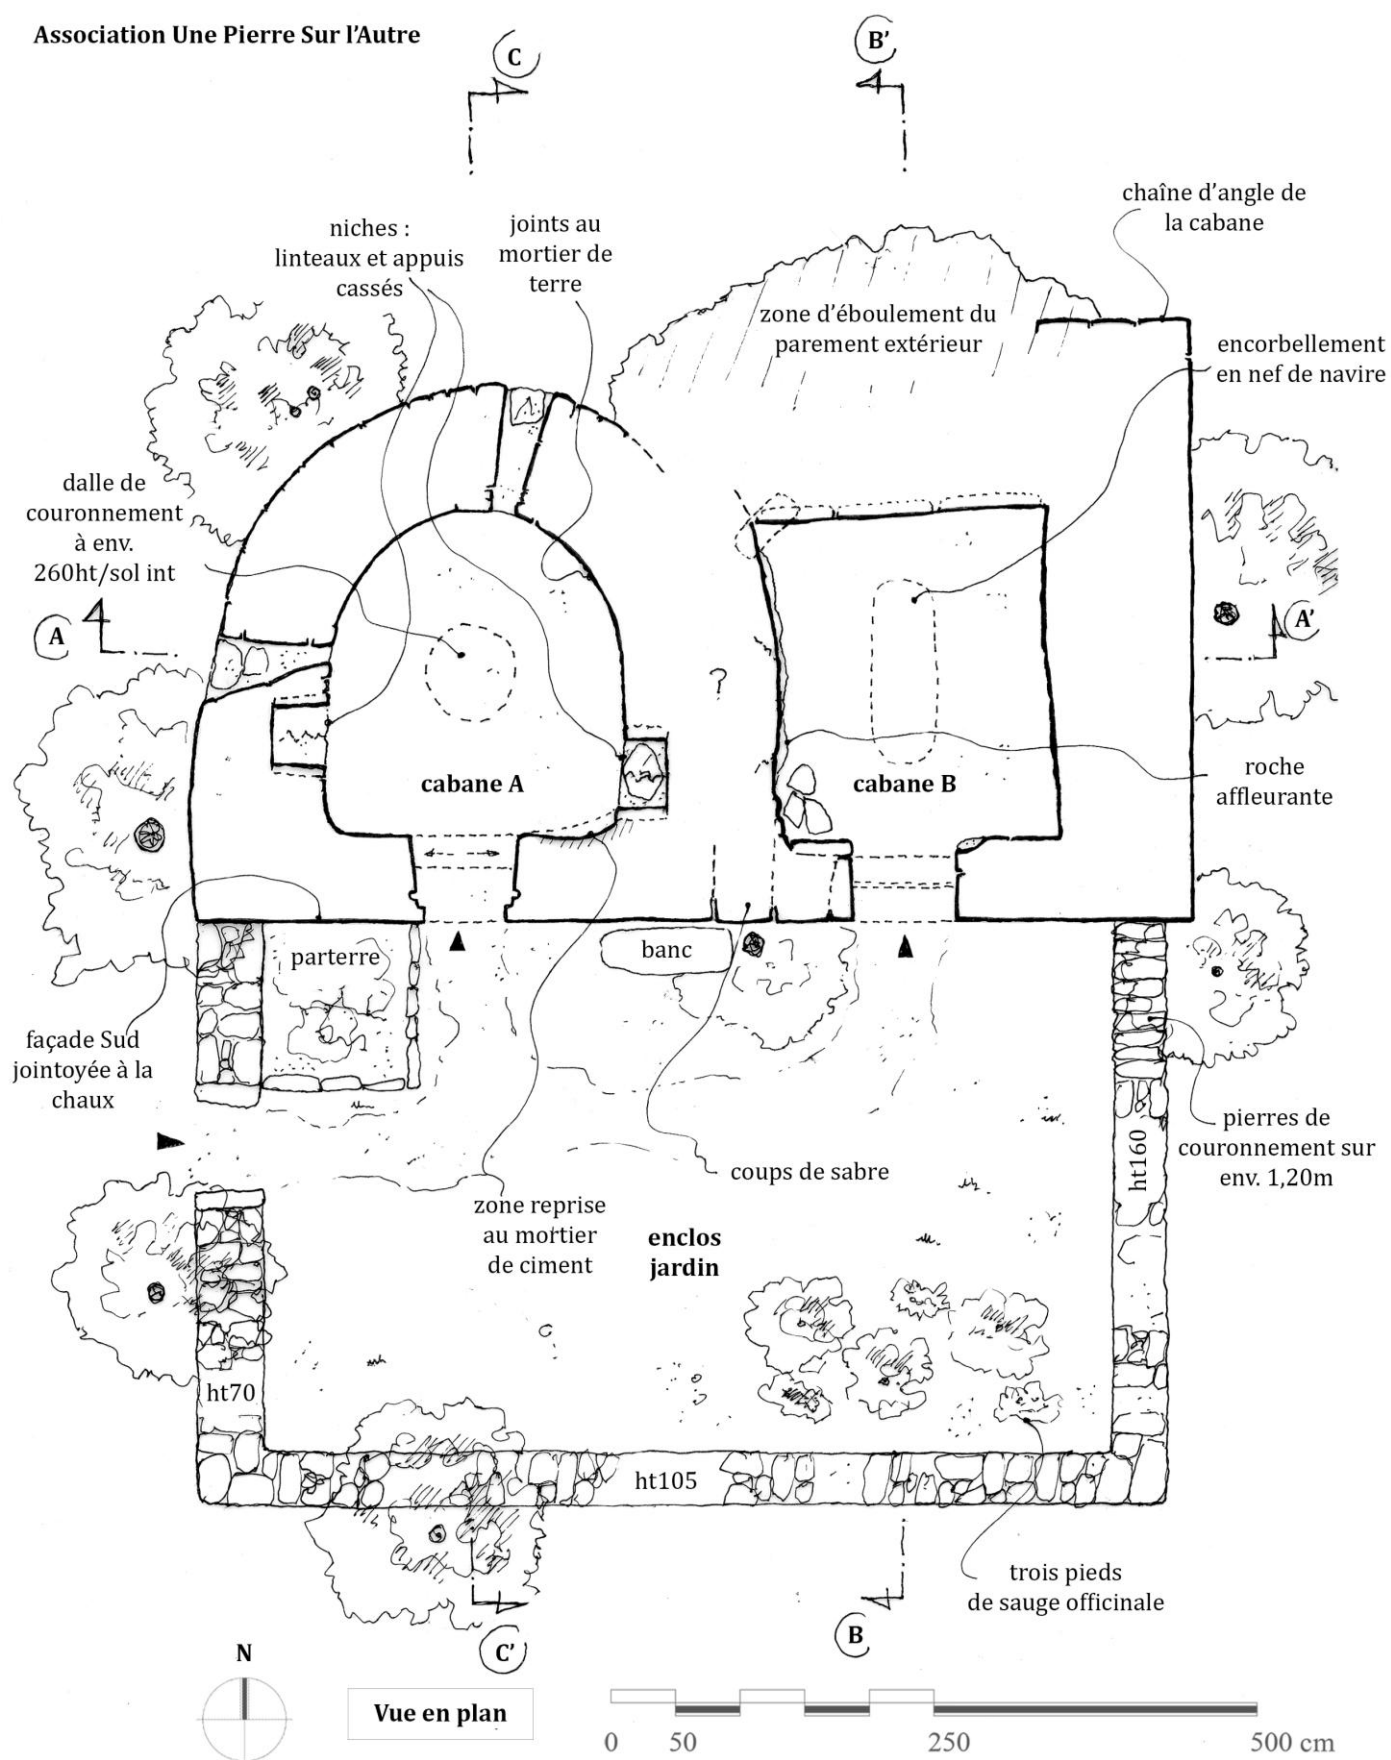 Association Une Pierre Sur l'Autre
C
B'
chaîne d'angle de
la cabane
niches :
linteaux et appuis
cassés
joints au
mortier de
terre
zone d'éboulement du
parement extérieur
encorbellement
en nef de navire
dalle de
couronnement
à env.
260ht/sol int
A
A'
?
cabane A
cabane B
roche
affleurante
parterre
banc
façade Sud
jointoyée à la
chaux
pierres de
couronnement sur
env. 1,20m
ht160
coups de sabre
zone reprise
au mortier
de ciment
enclos
jardin
ht70
ht105
trois pieds
de sauge officinale
C'
B
N
Vue en plan
0 50 250 500 cm